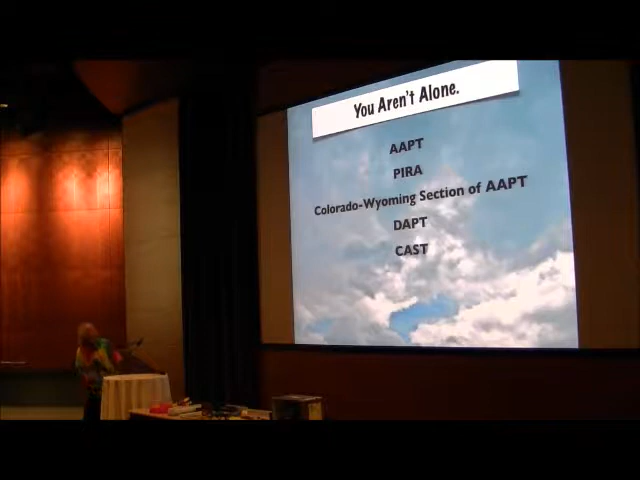 You Aren't Alone.
AAPT
PIRA
Colorado-Wyoming Section of AAPT
DAPT
CAST